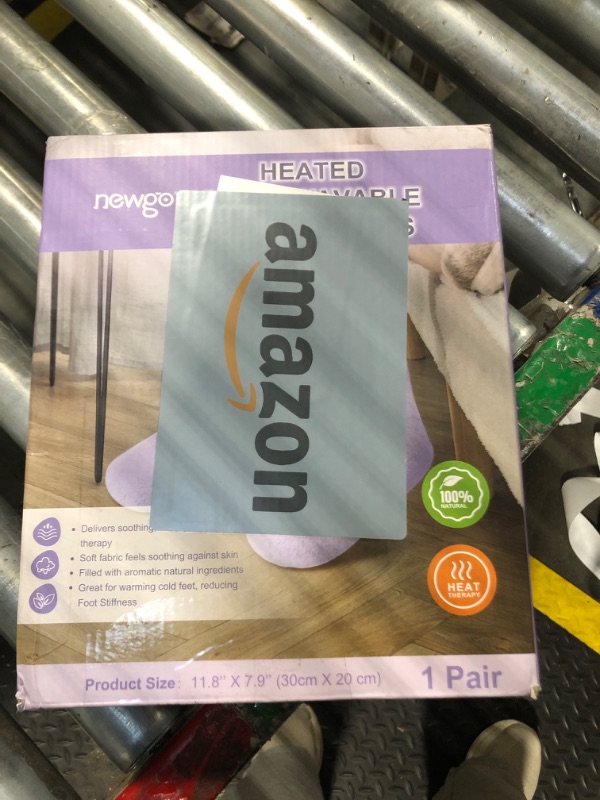 HEATED
newgo
amazon
100%
NATURAL
HEAT
THERAPY
• Delivers soothing
therapy
• Soft fabric feels soothing against skin
• Filled with aromatic natural ingredients
• Great for warming cold feet, reducing
Foot Stiffness
Product Size: 11.8" X 7.9" (30cm X 20 cm)
1 Pair